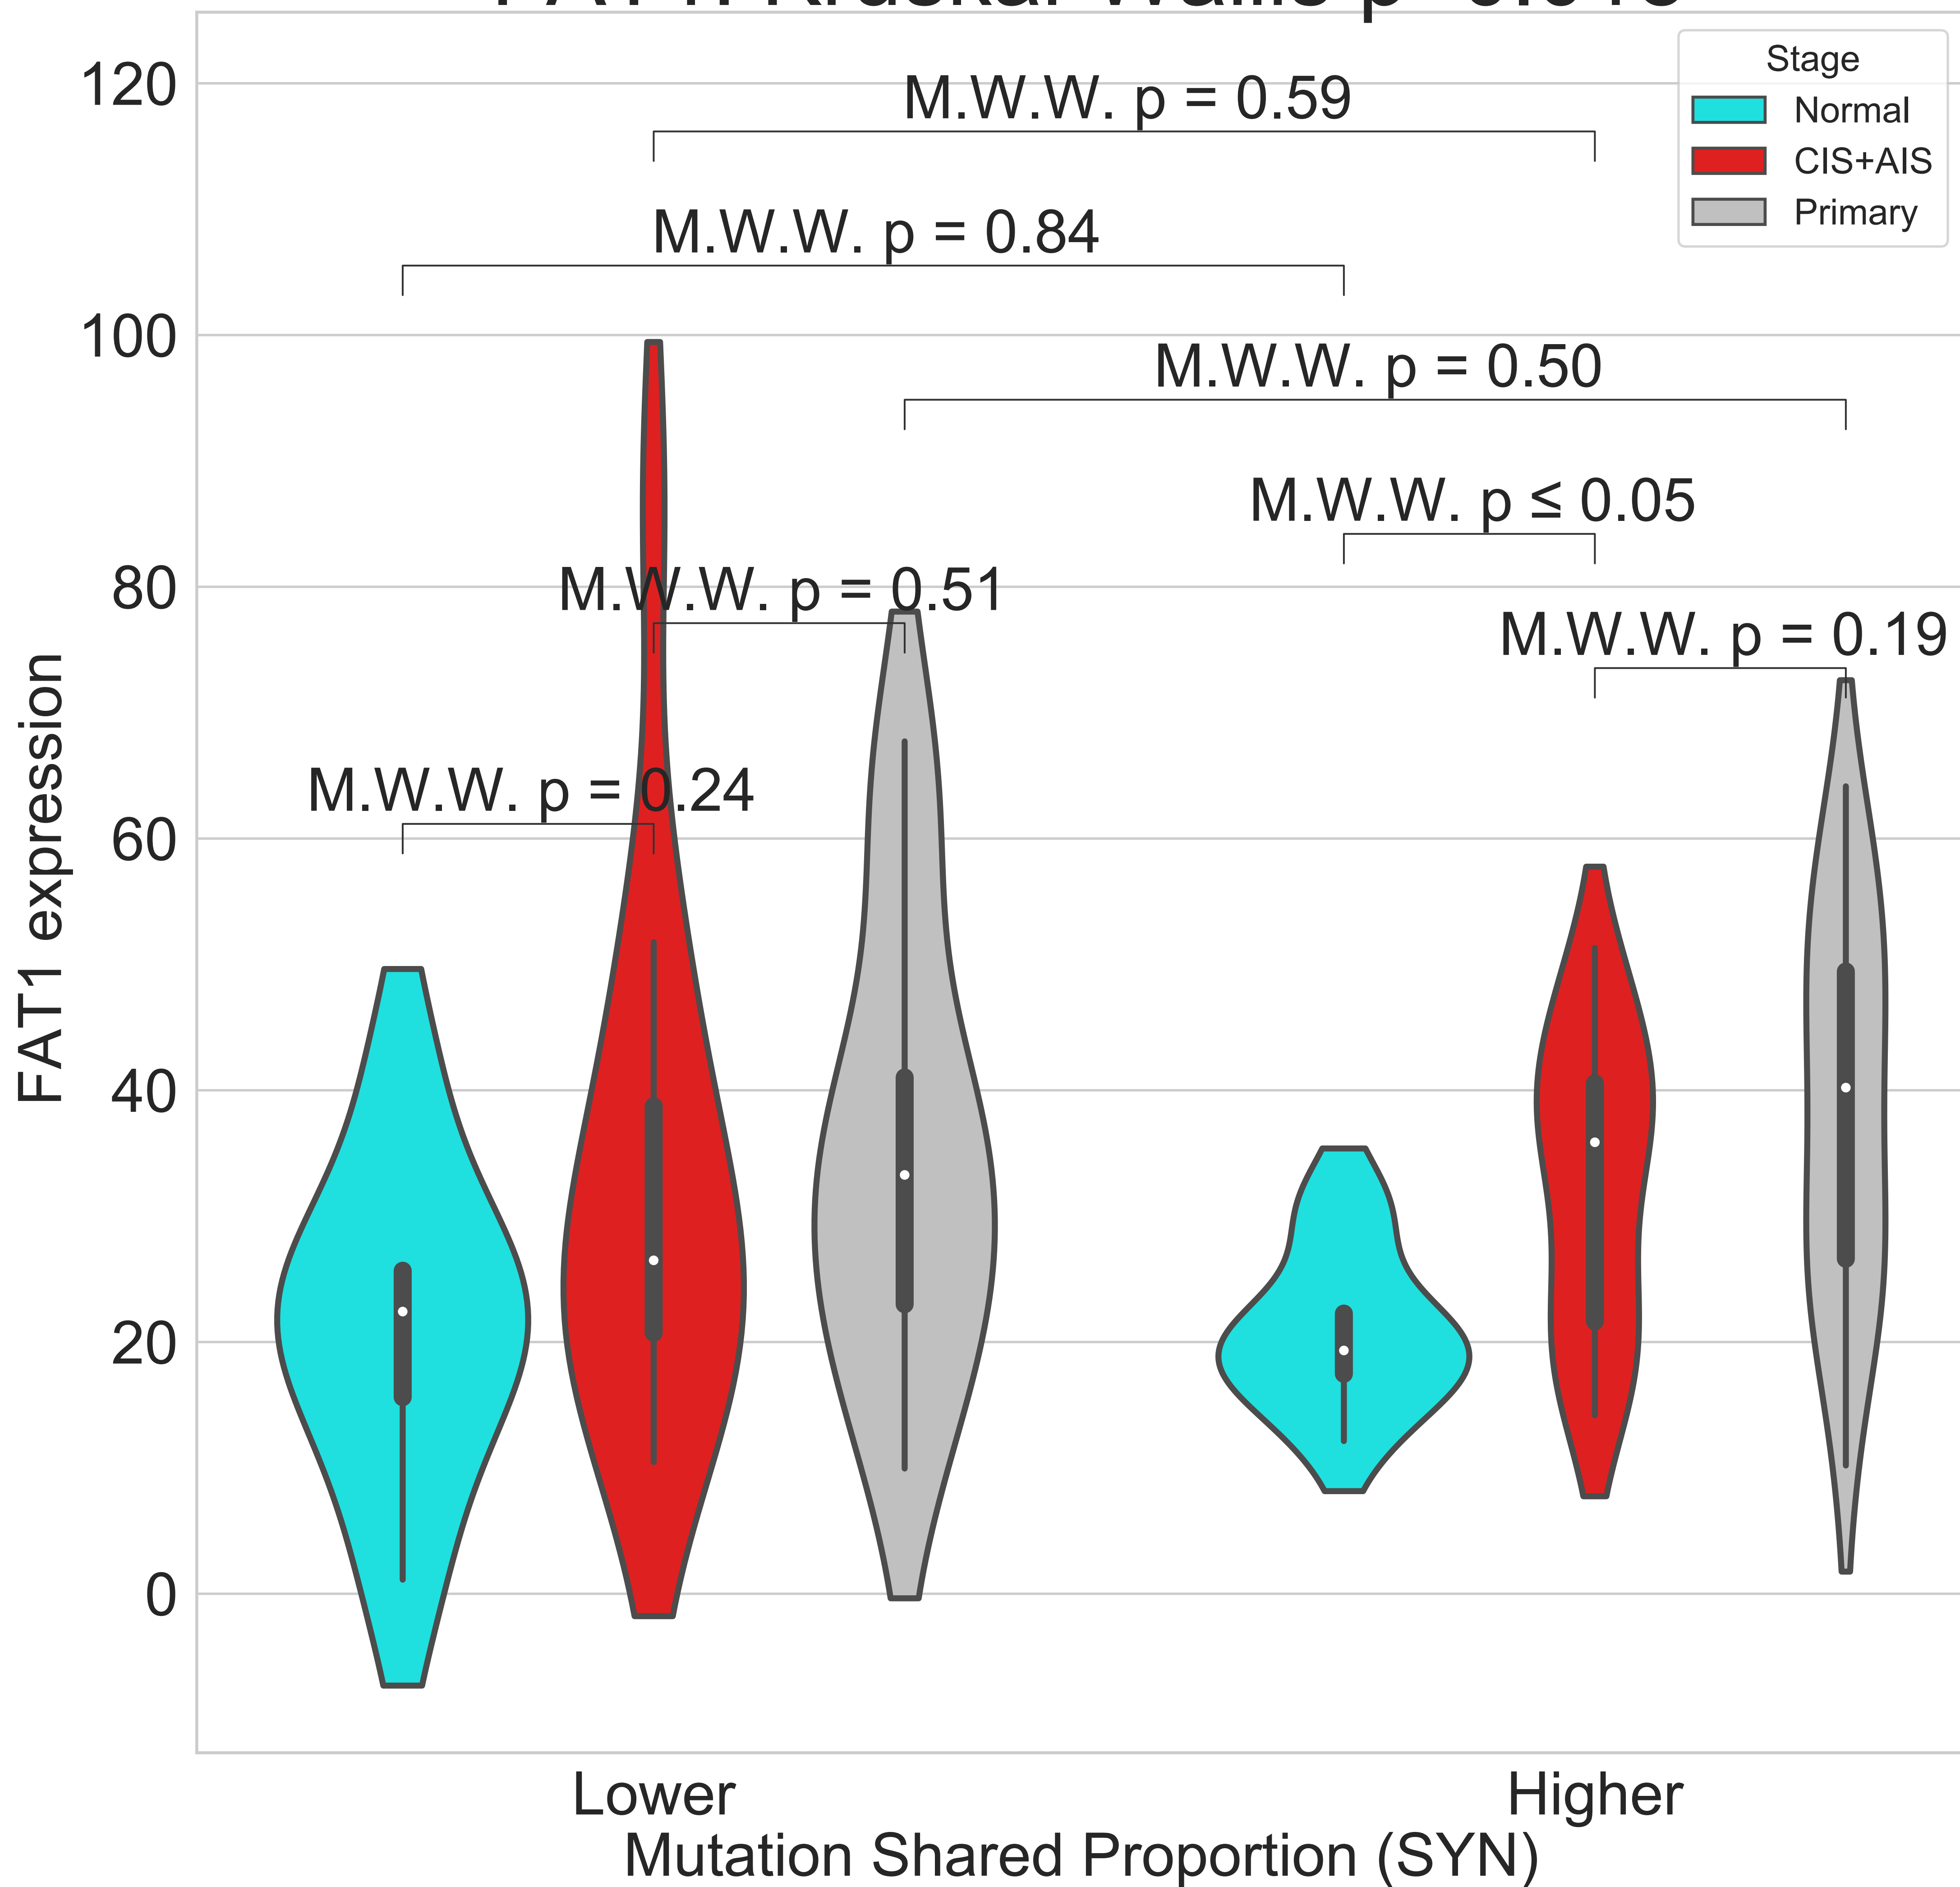 120
100
80
60
40
20
0
FAT1 expression
M.W.W. p = 0.59
M.W.W. p = 0.84
M.W.W. p = 0.50
M.W.W. p ≤ 0.05
M.W.W. p = 0.51
M.W.W. p = 0.19
M.W.W. p = 0.24
Stage
Normal
CIS+AIS
Primary
Lower
Higher
Mutation Shared Proportion (SYN)